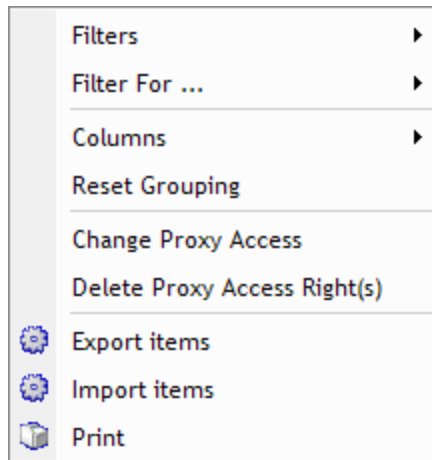 Filters
Filter For ...
Columns
Reset Grouping
Change Proxy Access
Delete Proxy Access Right(s)
Export items
Import items
Print